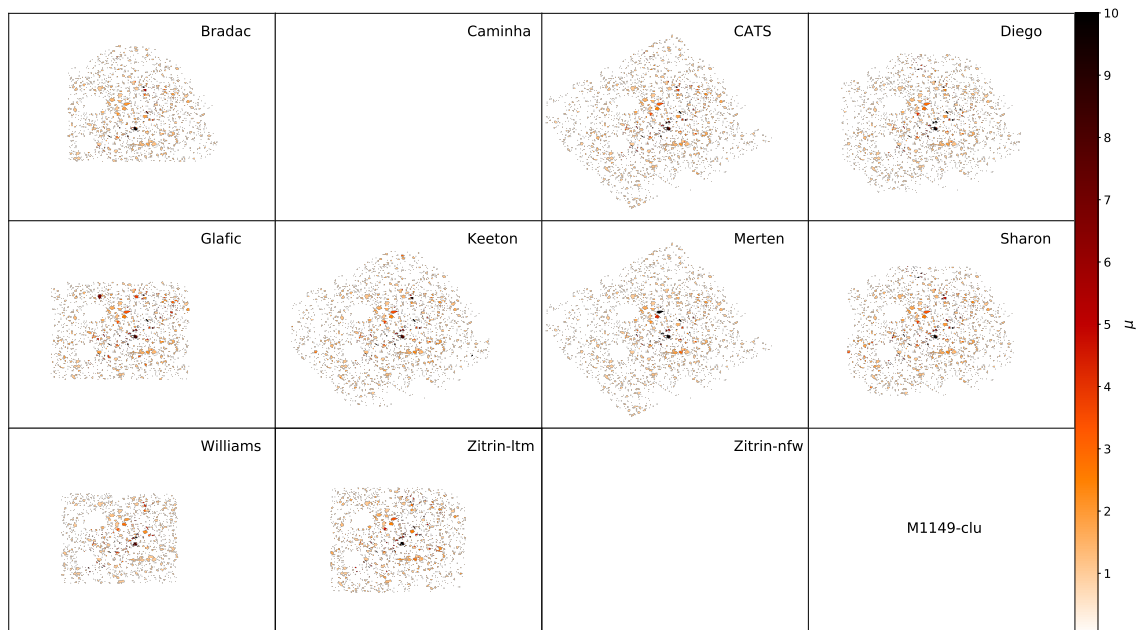 Bradac
Caminha
CATS
Diego
Glafic
Keeton
Merten
Sharon
Williams
Zitrin-ltm
Zitrin-nfw
M1149-clu
10
9
8
7
6
5
4
3
2
1
μ